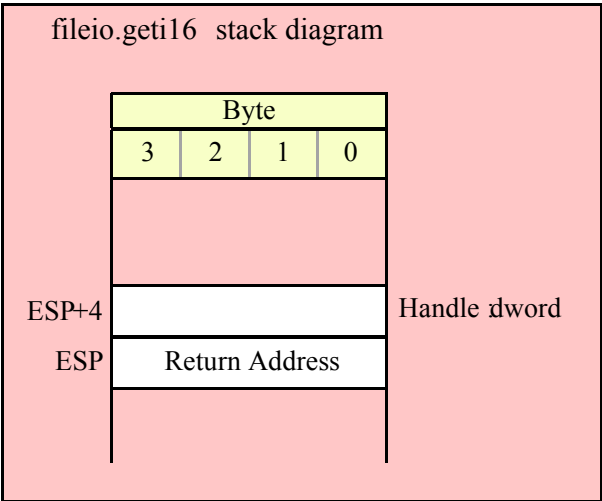 fileio.geti16 stack diagram
Byte
3 2 1 0
ESP+4 Handle:dword
ESP Return Address